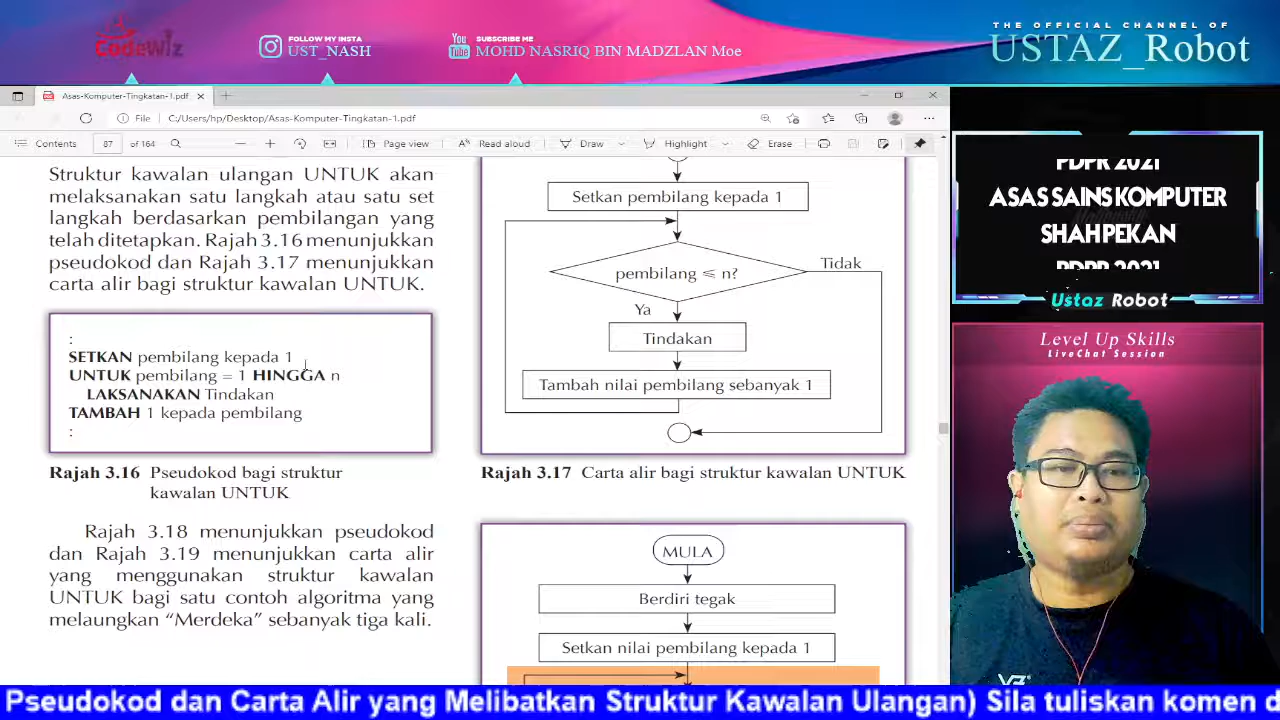 CodeWiz
FOLLOW MY INSTA
UST_NASH
You Tube
SUBSCRIBE ME
MOHD NASRIQ BIN MADZLAN Moe
THE OFFICIAL CHANNEL OF
USTAZ_Robot
Asas-Komputer-Tingkatan-1.pdf
File C:/Users/hp/Desktop/Asas-Komputer-Tingkatan-1.pdf
Contents 87 of 164 Page view Read aloud Draw Highlight Erase
Struktur kawalan ulangan UNTUK akan
melaksanakan satu langkah atau satu set
langkah berdasarkan pembilangan yang
telah ditetapkan. Rajah 3.16 menunjukkan
pseudokod dan Rajah 3.17 menunjukkan
carta alir bagi struktur kawalan UNTUK.
:
SETKAN pembilang kepada 1
UNTUK pembilang = 1 HINGGA n
LAKSANAKAN Tindakan
TAMBAH 1 kepada pembilang
:
Rajah 3.16 Pseudokod bagi struktur
kawalan UNTUK
Rajah 3.18 menunjukkan pseudokod
dan Rajah 3.19 menunjukkan carta alir
yang menggunakan struktur kawalan
UNTUK bagi satu contoh algoritma yang
melaungkan “Merdeka” sebanyak tiga kali.
Setkan pembilang kepada 1
pembilang ⩽ n?
Tidak
Ya
Tindakan
Tambah nilai pembilang sebanyak 1
Rajah 3.17 Carta alir bagi struktur kawalan UNTUK
MULA
Berdiri tegak
Setkan nilai pembilang kepada 1
PDPR 2021
ASAS SAINS KOMPUTER
SHAH PEKAN
PDPR 2021
Ustaz Robot
Level Up Skills
LiveChat Session
Pseudokod dan Carta Alir yang Melibatkan Struktur Kawalan Ulangan) Sila tuliskan komen d